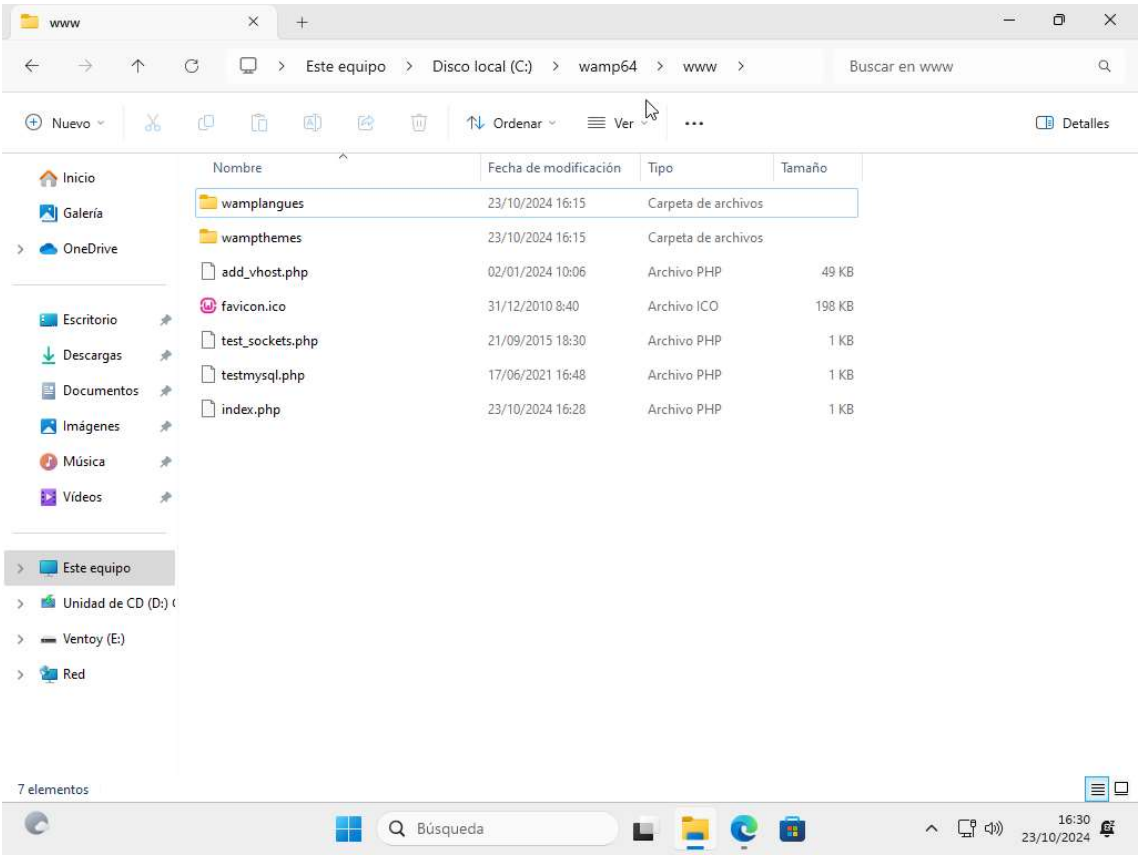 www
Este equipo > Disco local (C:) > wamp64 > www >
Buscar en www
Nuevo
Ordenar
Ver
Detalles
Nombre Fecha de modificación Tipo Tamaño
wamplangues 23/10/2024 16:15 Carpeta de archivos
wampthemes 23/10/2024 16:15 Carpeta de archivos
add_vhost.php 02/01/2024 10:06 Archivo PHP 49 KB
favicon.ico 31/12/2010 8:40 Archivo ICO 198 KB
test_sockets.php 21/09/2015 18:30 Archivo PHP 1 KB
testmysql.php 17/06/2021 16:48 Archivo PHP 1 KB
index.php 23/10/2024 16:28 Archivo PHP 1 KB
Inicio
Galería
OneDrive
Escritorio
Descargas
Documentos
Imágenes
Música
Vídeos
Este equipo
Unidad de CD (D:)
Ventoy (E:)
Red
7 elementos
Búsqueda
16:30
23/10/2024